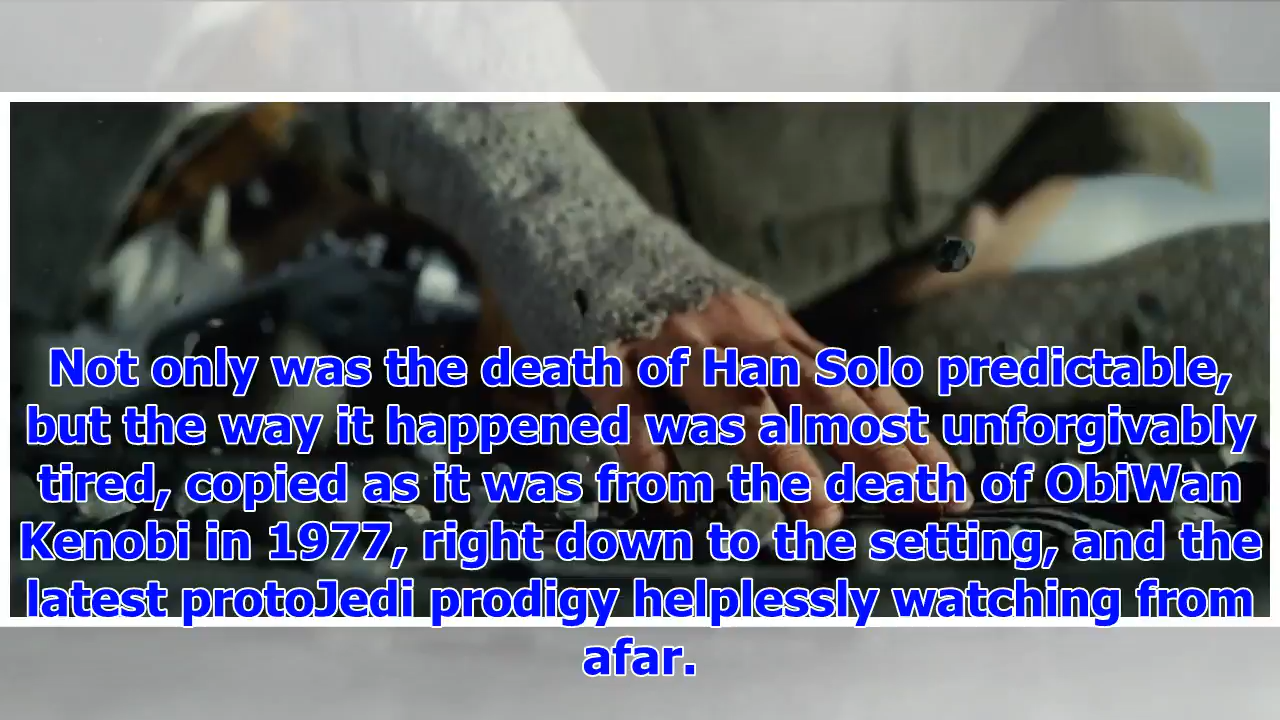 Not only was the death of Han Solo predictable,
but the way it happened was almost unforgivably
tired, copied as it was from the death of ObiWan
Kenobi in 1977, right down to the setting, and the
latest protoJedi prodigy helplessly watching from
afar.